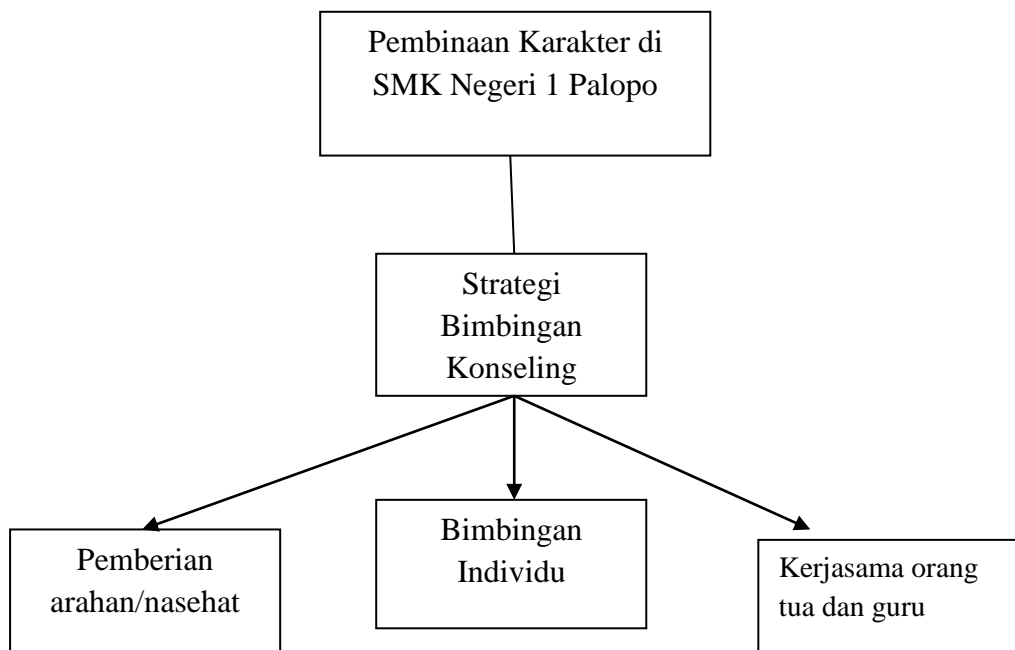 Pembinaan Karakter di
SMK Negeri 1 Palopo
Strategi
Bimbingan
Konseling
Pemberian
arahan/nasehat
Bimbingan
Individu
Kerjasama orang
tua dan guru